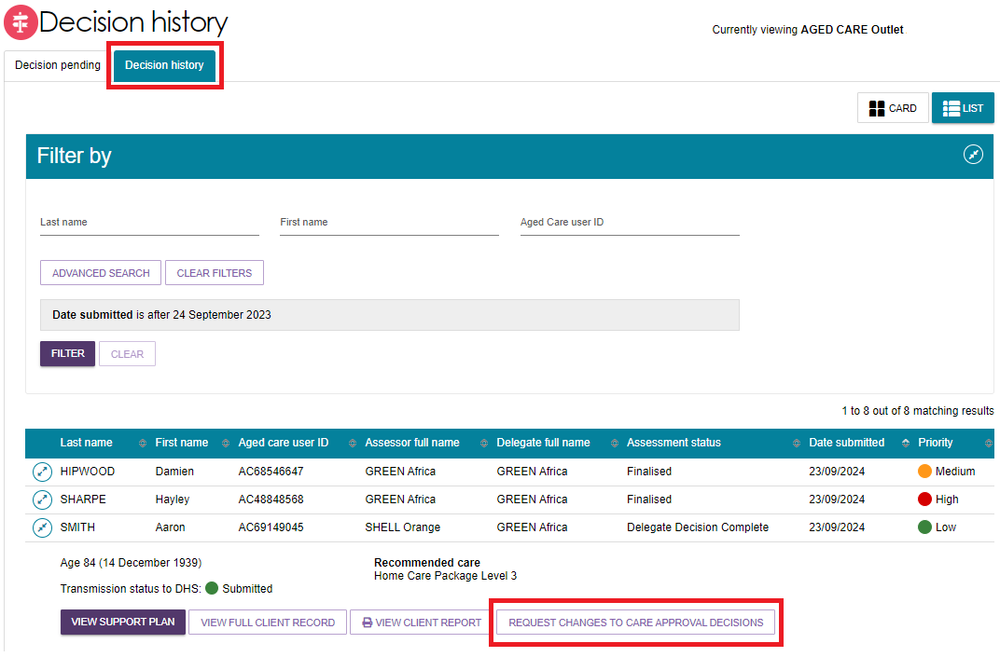 Decision history
Currently viewing AGED CARE Outlet
Decision pending
Decision history
CARD
LIST
Filter by
Last name
First name
Aged Care user ID
ADVANCED SEARCH
CLEAR FILTERS
Date submitted is after 24 September 2023
FILTER
CLEAR
1 to 8 out of 8 matching results
Last name First name Aged care user ID Assessor full name Delegate full name Assessment status Date submitted Priority
HIPWOOD Damien AC68546647 GREEN Africa GREEN Africa Finalised 23/09/2024 Medium
SHARPE Hayley AC48848568 GREEN Africa GREEN Africa Finalised 23/09/2024 High
SMITH Aaron AC69149045 SHELL Orange GREEN Africa Delegate Decision Complete 23/09/2024 Low
Age 84 (14 December 1939)
Recommended care
Home Care Package Level 3
Transmission status to DHS: Submitted
VIEW SUPPORT PLAN
VIEW FULL CLIENT RECORD
VIEW CLIENT REPORT
REQUEST CHANGES TO CARE APPROVAL DECISIONS